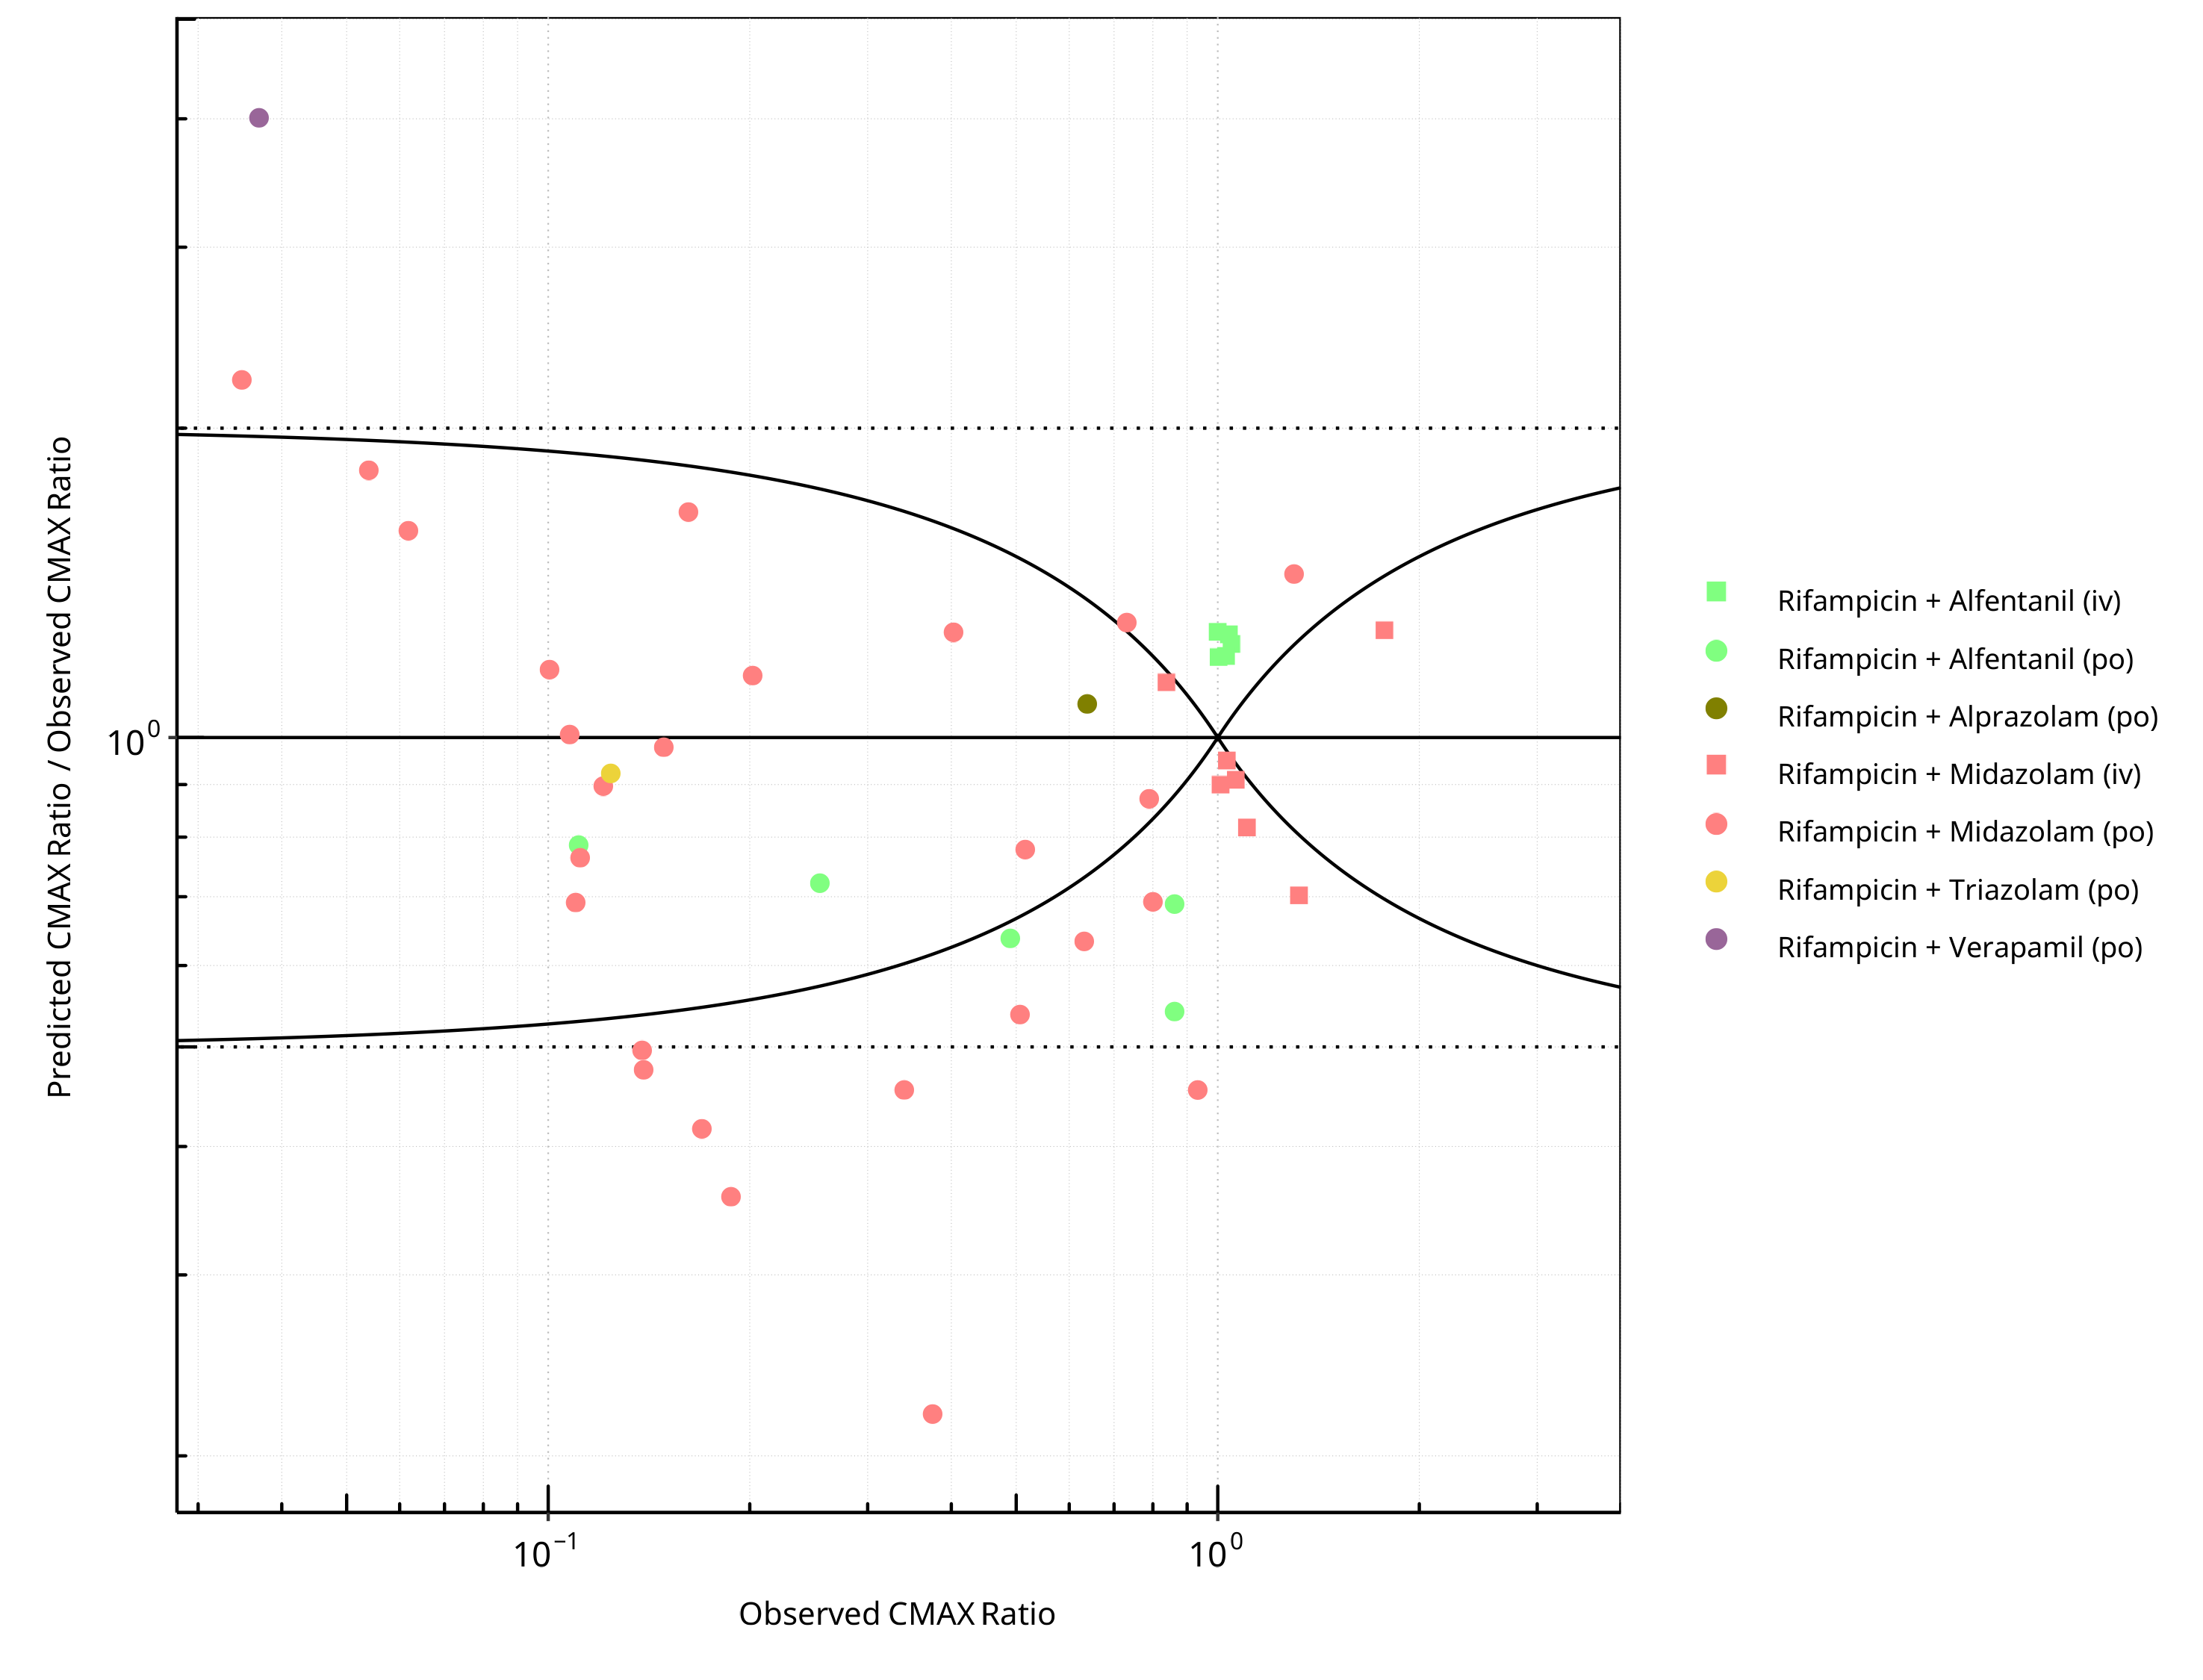 Predicted CMAX Ratio / Observed CMAX Ratio
10⁰
10⁻¹
10⁰
Observed CMAX Ratio
Rifampicin + Alfentanil (iv)
Rifampicin + Alfentanil (po)
Rifampicin + Alprazolam (po)
Rifampicin + Midazolam (iv)
Rifampicin + Midazolam (po)
Rifampicin + Triazolam (po)
Rifampicin + Verapamil (po)